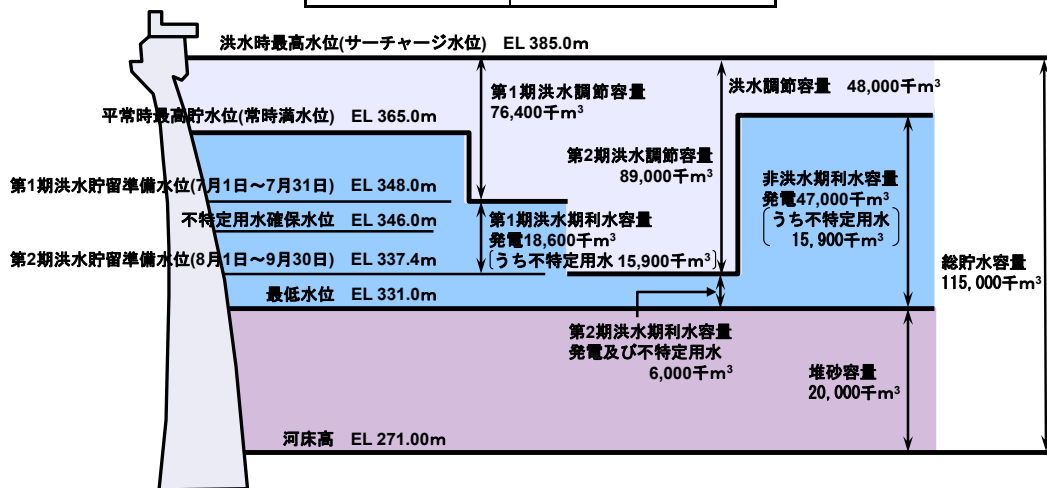 洪水時最高水位(サーチャージ水位) EL 385.0m
第1期洪水調節容量
76,400千m³
洪水調節容量 48,000千m³
平常時最高貯水位(常時満水位) EL 365.0m
第2期洪水調節容量
89,000千m³
第1期洪水貯留準備水位(7月1日～7月31日) EL 348.0m
非洪水期利水容量
発電47,000千m³
〔うち不特定用水
15,900千m³〕
不特定用水確保水位 EL 346.0m
第1期洪水期利水容量
発電18,600千m³
〔うち不特定用水 15,900千m³〕
第2期洪水貯留準備水位(8月1日～9月30日) EL 337.4m
総貯水容量
115,000千m³
最低水位 EL 331.0m
第2期洪水期利水容量
発電及び不特定用水
6,000千m³
堆砂容量
20,000千m³
河床高 EL 271.00m